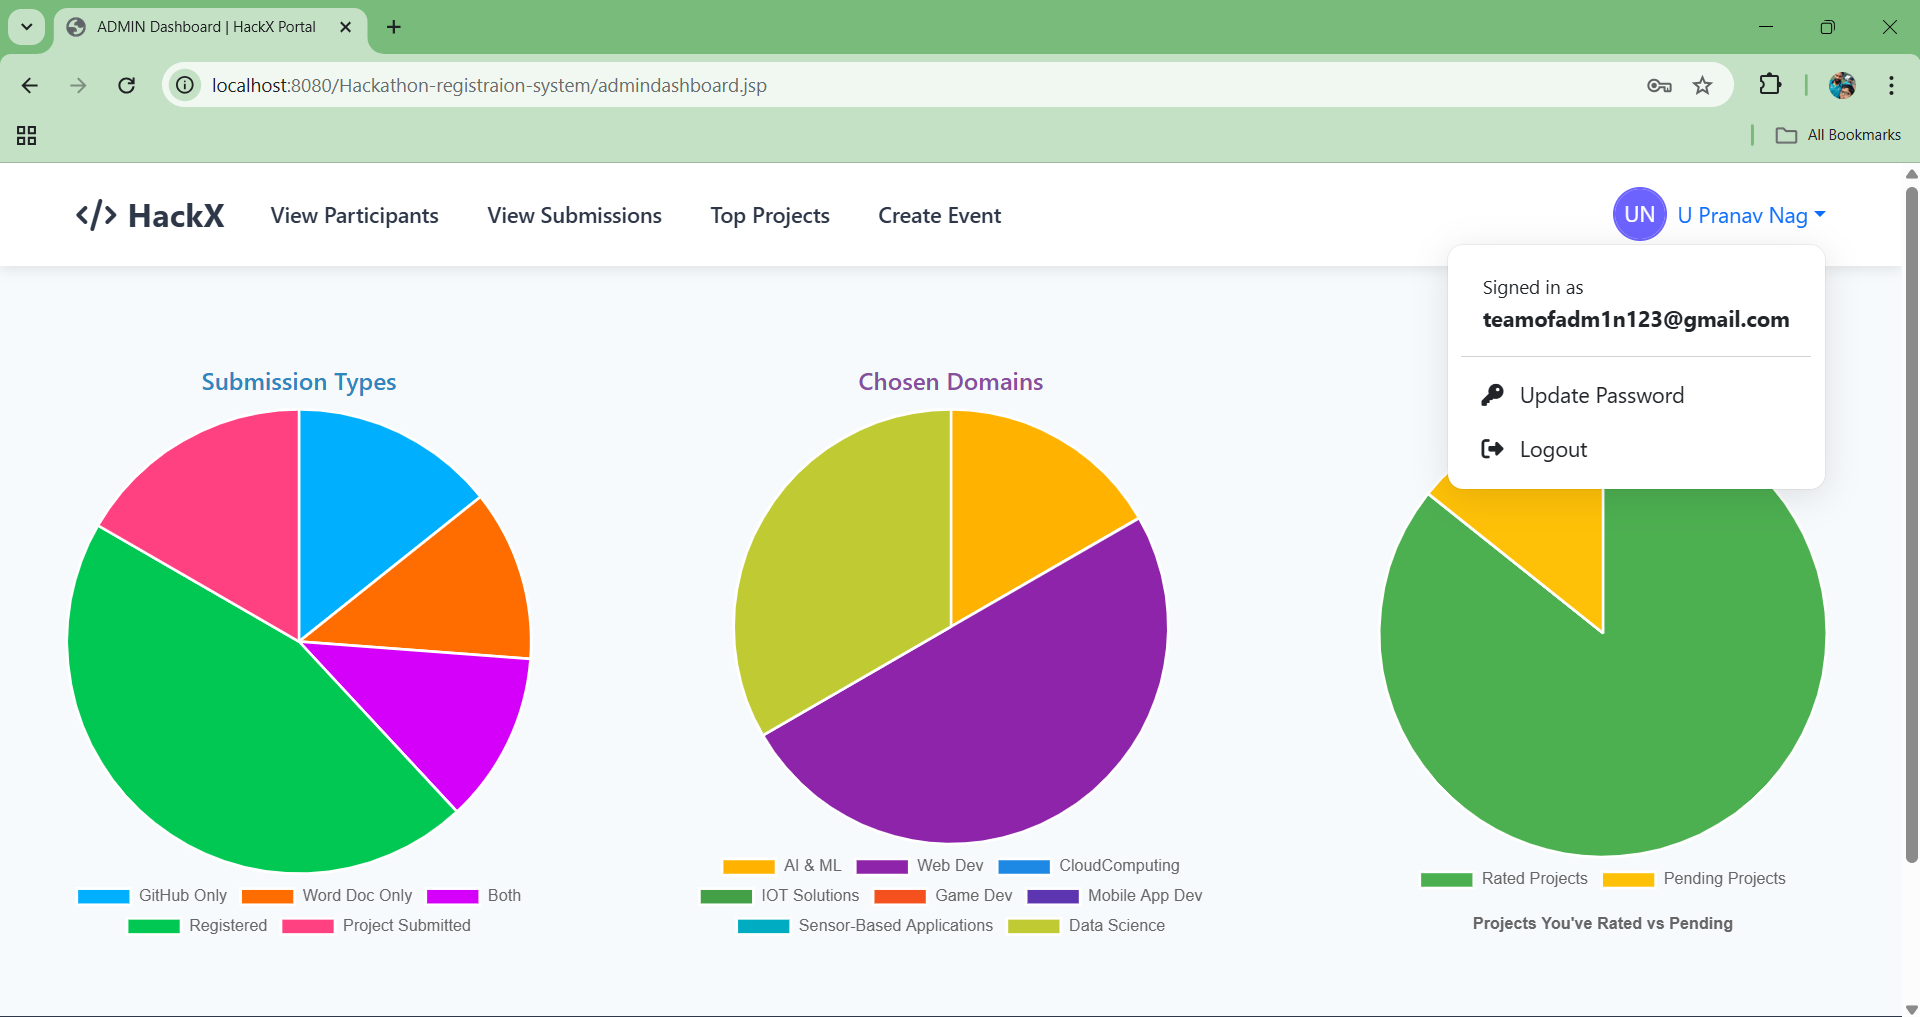 ADMIN Dashboard | HackX Portal
localhost:8080/Hackathon-registraion-system/admindashboard.jsp
All Bookmarks
</> HackX View Participants View Submissions Top Projects Create Event UN U Pranav Nag
Signed in as
teamofadm1n123@gmail.com
Update Password
Logout
Submission Types
GitHub Only Word Doc Only Both
Registered Project Submitted
Chosen Domains
AI & ML Web Dev CloudComputing
IOT Solutions Game Dev Mobile App Dev
Sensor-Based Applications Data Science
Rated Projects Pending Projects
Projects You've Rated vs Pending